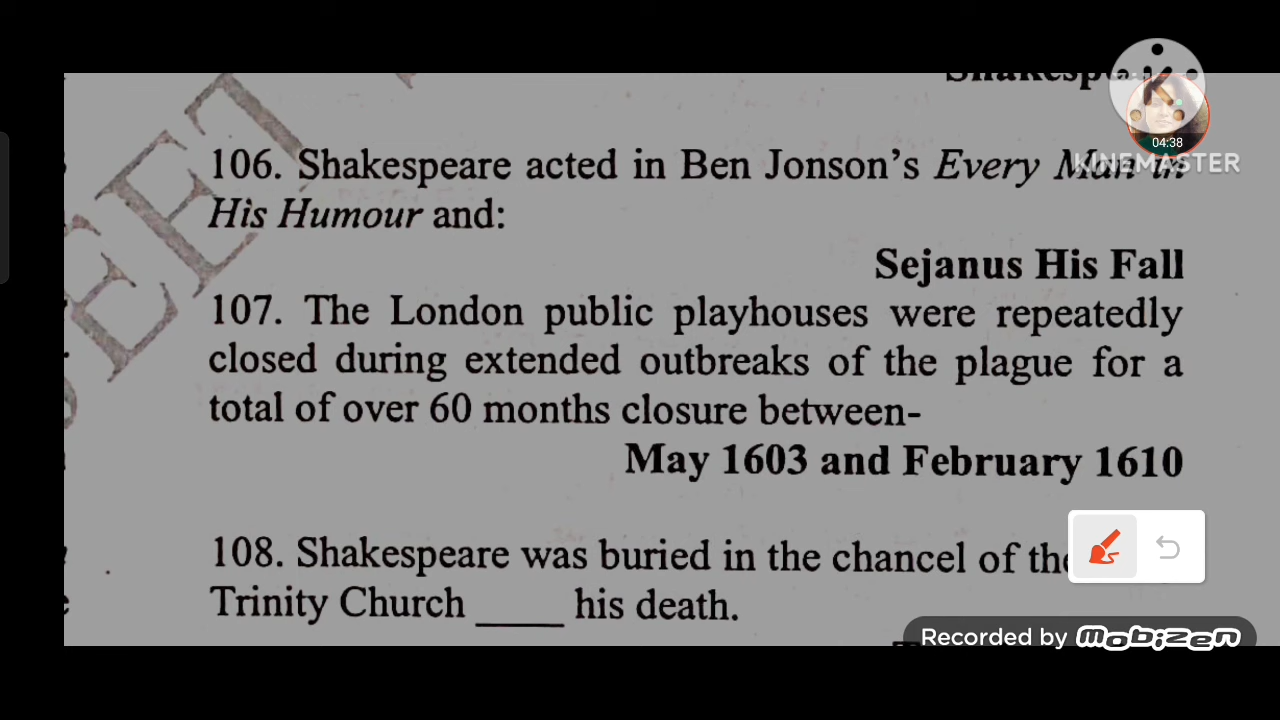 04:38
KINEMASTER
106. Shakespeare acted in Ben Jonson's Every Man in
His Humour and:
Sejanus His Fall
107. The London public playhouses were repeatedly
closed during extended outbreaks of the plague for a
total of over 60 months closure between-
May 1603 and February 1610
108. Shakespeare was buried in the chancel of the
Trinity Church ____ his death.
Recorded by mobizen